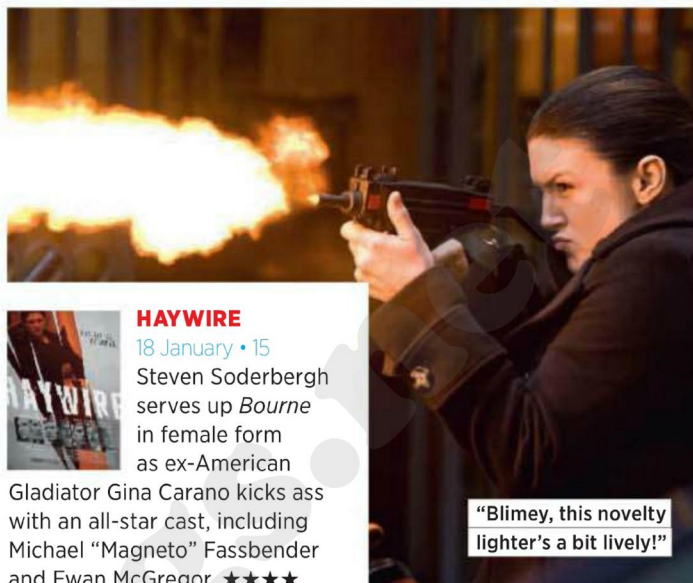 HAYWIRE
18 January • 15
Steven Soderbergh
serves up Bourne
in female form
as ex-American
Gladiator Gina Carano kicks ass
with an all-star cast, including
Michael “Magneto” Fassbender
and Ewan McGregor ★★★★
HAYWIRE
“Blimey, this novelty
lighter’s a bit lively!”